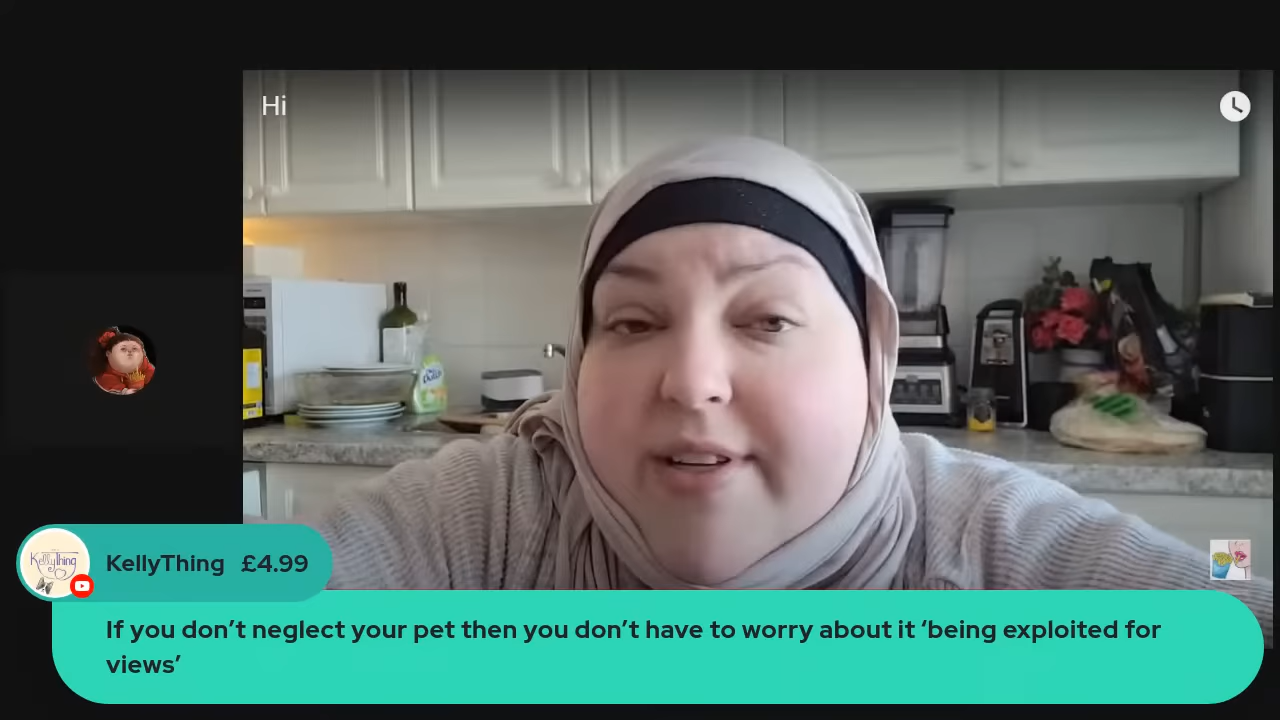 Hi
KellyThing
KellyThing £4.99
If you don't neglect your pet then you don't have to worry about it 'being exploited for
views'